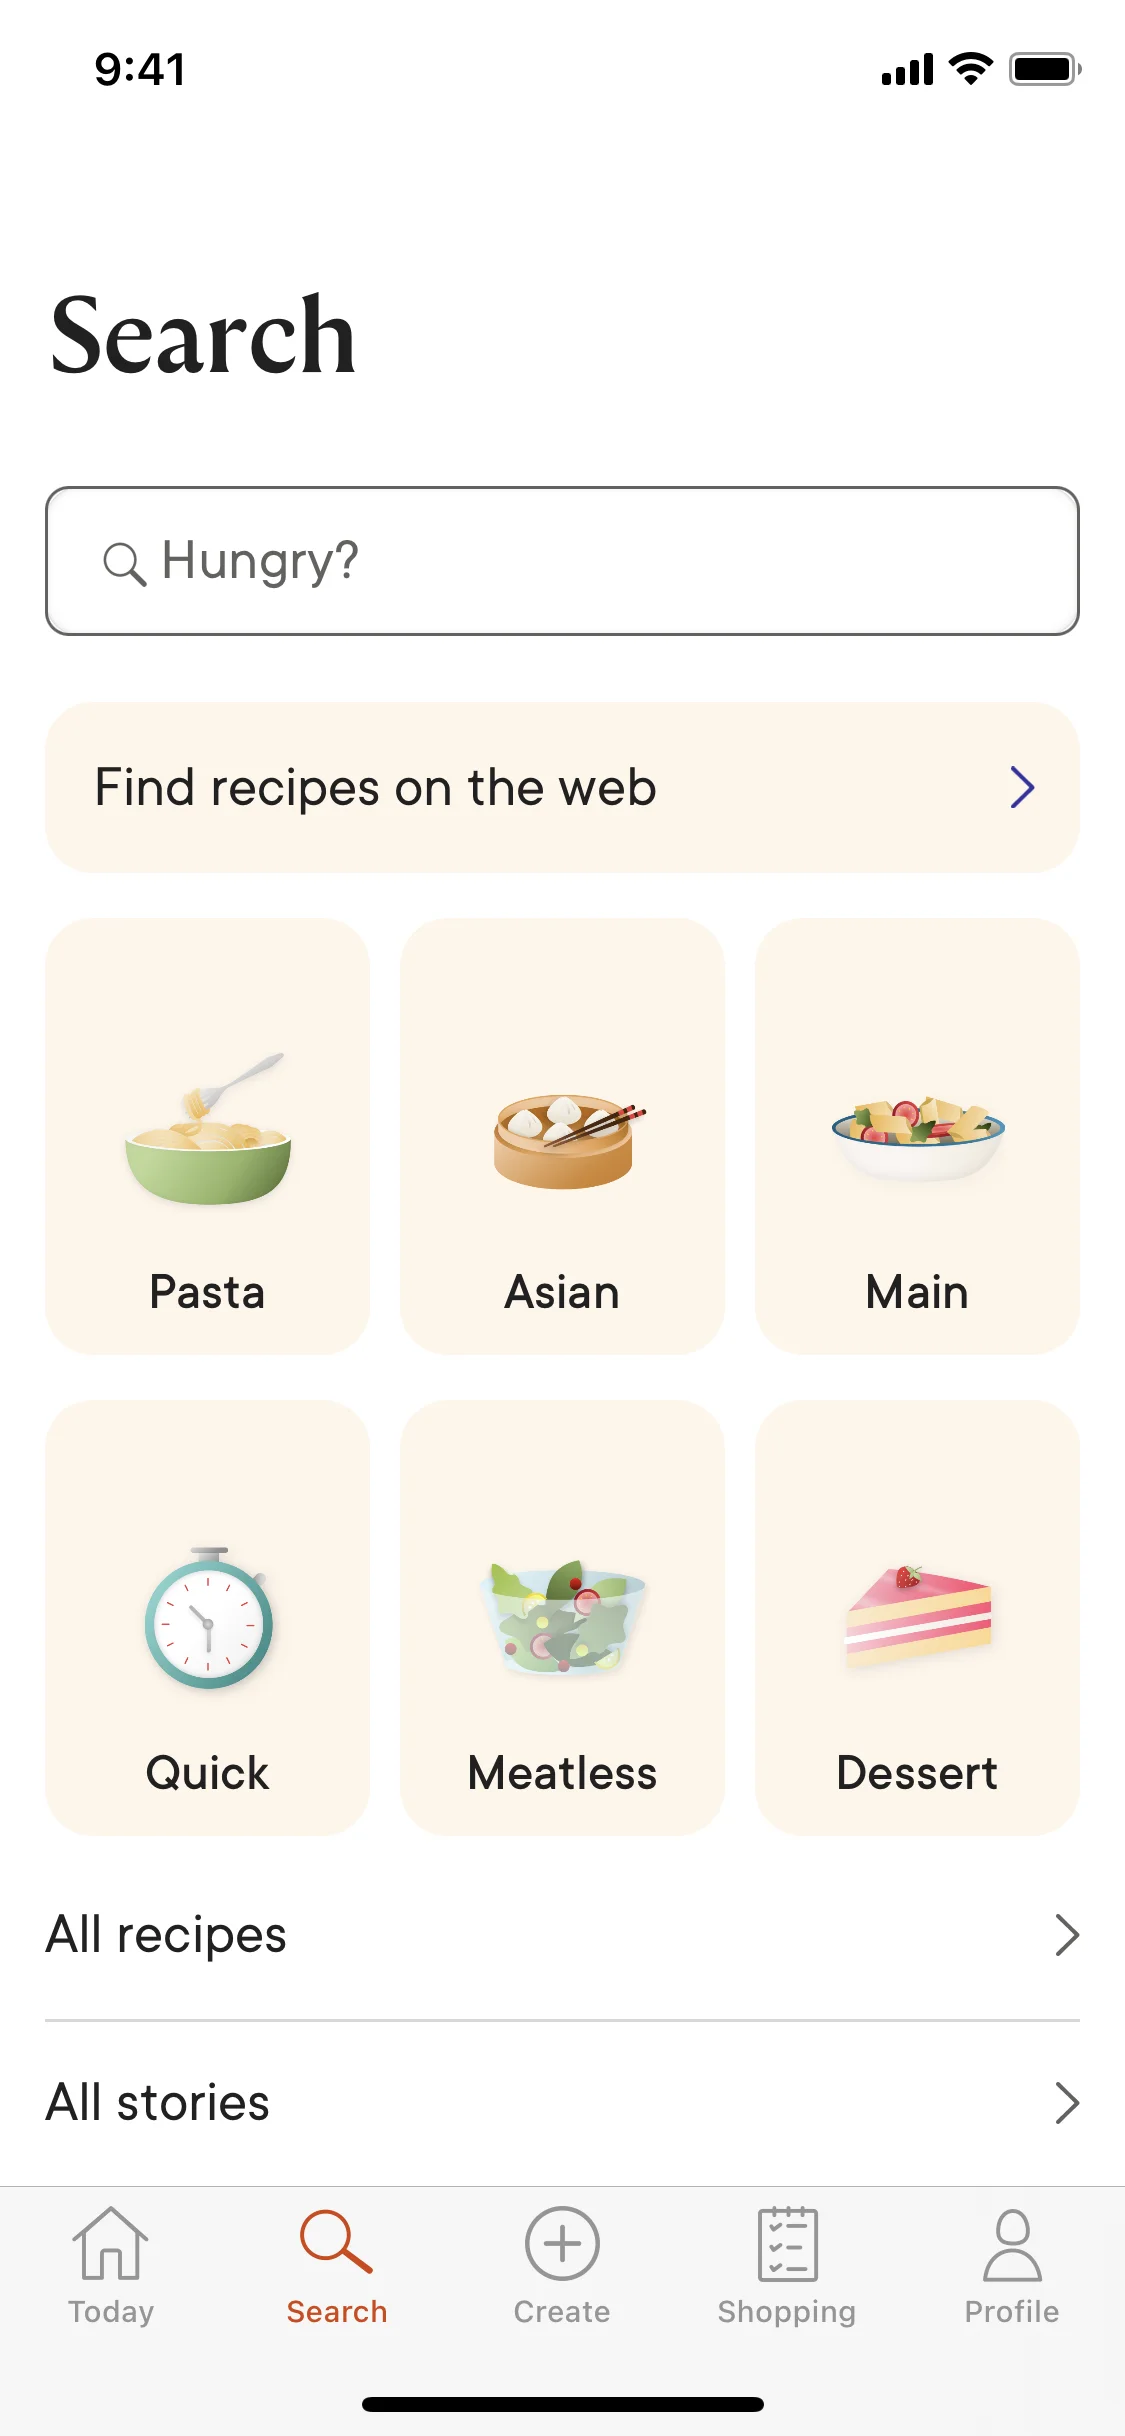 9:41
Search
Hungry?
Find recipes on the web
Pasta
Asian
Main
Quick
Meatless
Dessert
All recipes
All stories
Today
Search
Create
Shopping
Profile